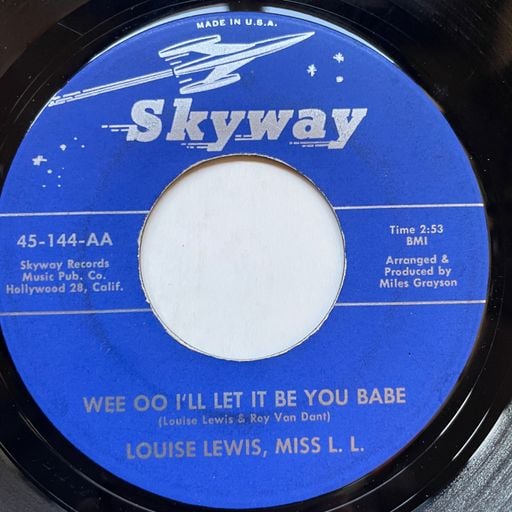 MADE IN U.S.A.
Skyway
45-144-AA
Skyway Records
Music Pub. Co.
Hollywood 28, Calif.
Time 2:53
BMI
Arranged &
Produced by
Miles Grayson
WEE OO I'LL LET IT BE YOU BABE
(Louise Lewis & Roy Van Dant)
LOUISE LEWIS, MISS L. L.